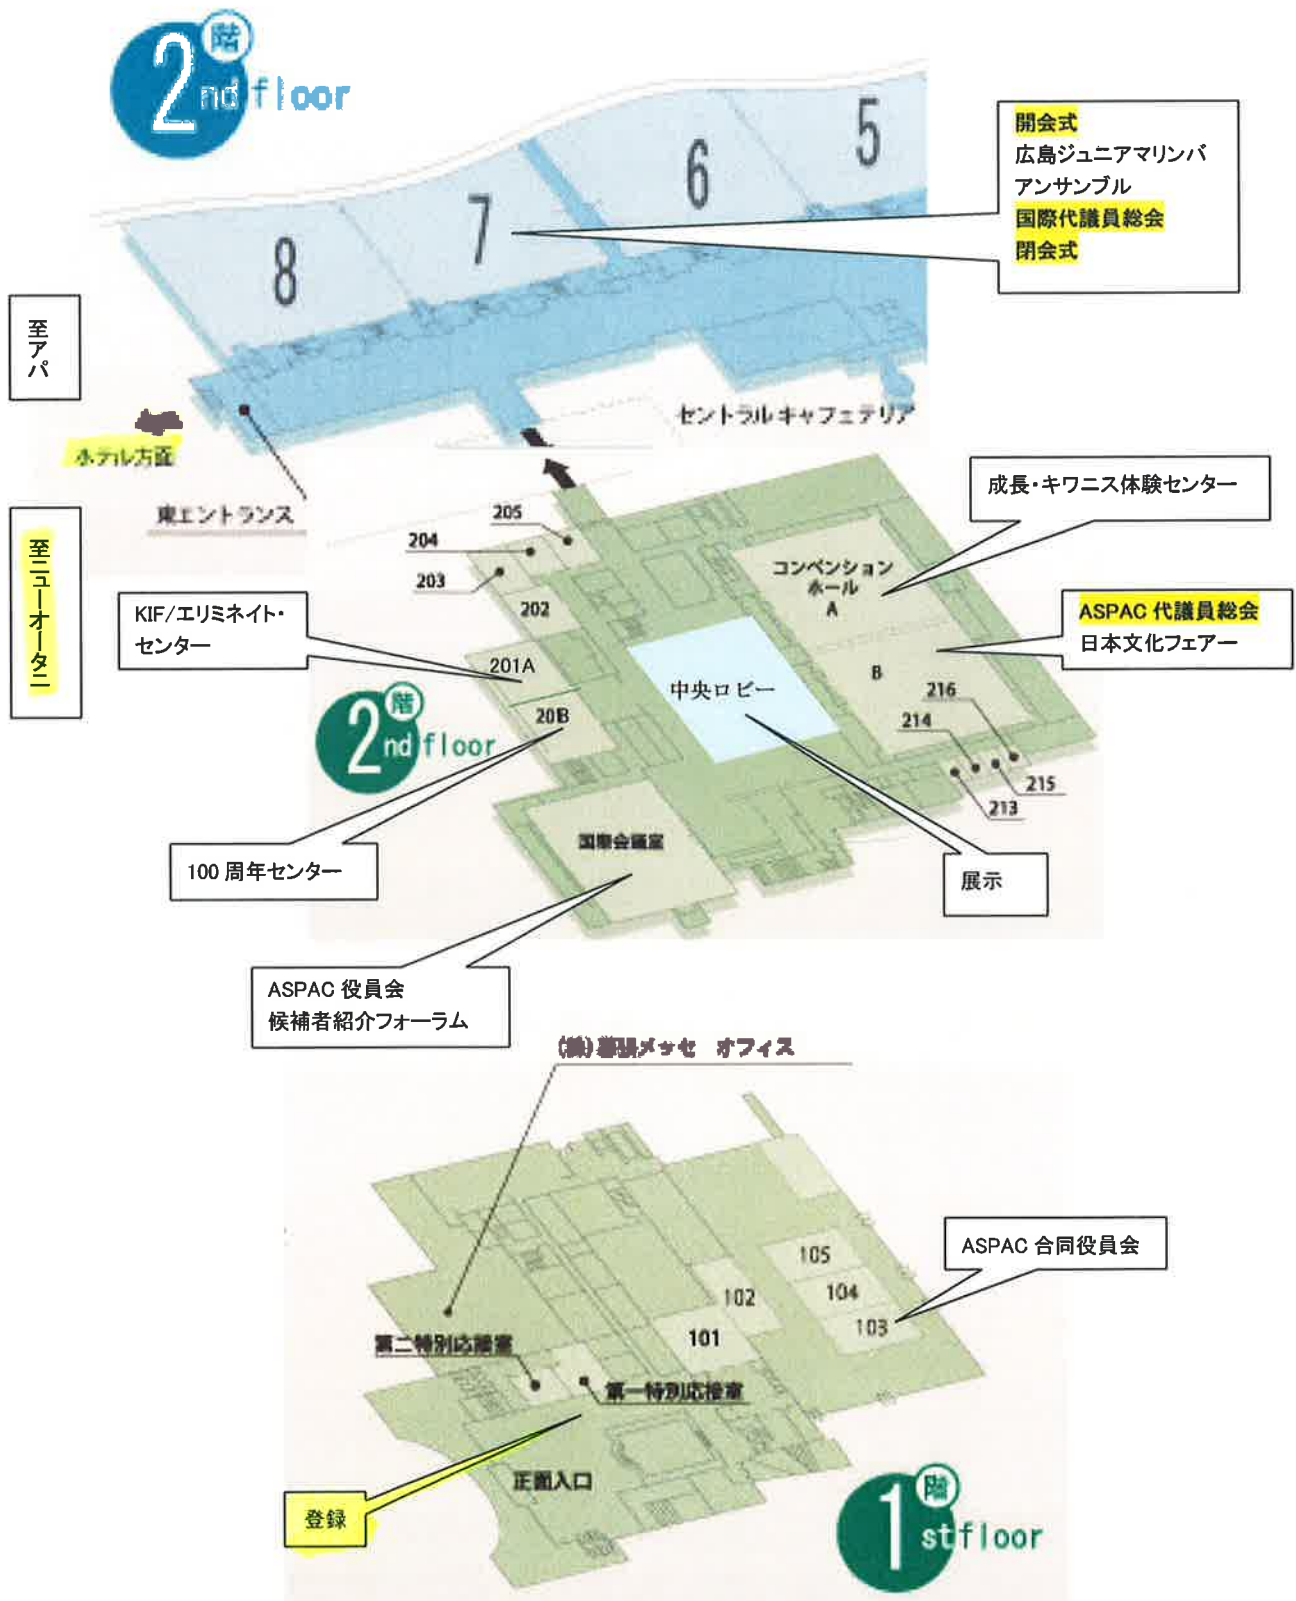 2階
nd floor
5
6
7
8
開会式
広島ジュニアマリンバ
アンサンブル
国際代議員総会
閉会式
至アパ
ホテル方面
東エントランス
セントラルキャフェテリア
至ニューオータニ
205
204
203
202
201A
20B
KIF/エリミネイト・
センター
2階
nd floor
コンベンション
ホール
A
B
中央ロビー
成長・キワニス体験センター
ASPAC 代議員総会
日本文化フェアー
216
214
215
213
国際会議室
100 周年センター
展示
ASPAC 役員会
候補者紹介フォーラム
(株)幕張メッセ オフィス
105
104
103
102
101
ASPAC 合同役員会
第二特別応接室
第一特別応接室
正面入口
登録
1階
st floor